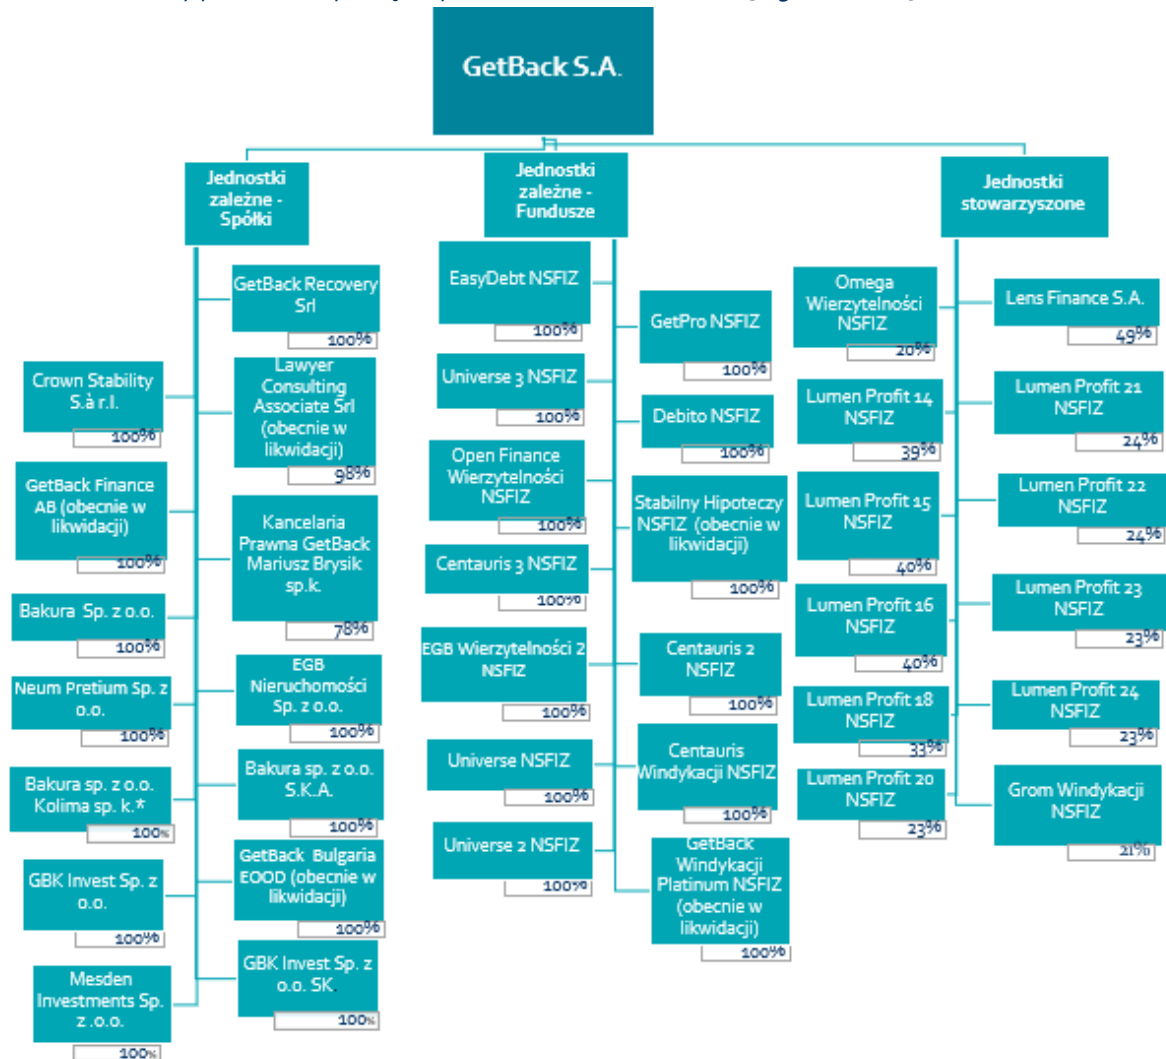 GetBack S.A.
Jednostki
zależne -
Spółki
GetBack Recovery
Srl
100%
Crown Stability
S.à r.l.
100%
Lawyer
Consulting
Associate Srl
(obecnie w
likwidacji)
98%
GetBack Finance
AB (obecnie w
likwidacji)
100%
Kancelaria
Prawna GetBack
Mariusz Brysik
sp.k.
78%
Bakura Sp. z o.o.
100%
Neum Pretium Sp. z
o.o.
100%
EGB
Nieruchomości
Sp. z o.o.
100%
Bakura sp. z o.o.
Kolima sp. k.*
100%
Bakura sp. z o.o.
S.K.A.
100%
GBK Invest Sp. z
o.o.
100%
GetBack Bulgaria
EOOD (obecnie w
likwidacji)
100%
Mesden
Investments Sp.
z .o.o.
100%
GBK Invest Sp. z
o.o. SK.
100%
Jednostki
zależne -
Fundusze
EasyDebt NSFIZ
100%
GetPro NSFIZ
100%
Universe 3 NSFIZ
100%
Debito NSFIZ
100%
Open Finance
Wierzytelności
NSFIZ
100%
Stabilny Hipoteczy
NSFIZ (obecnie w
likwidacji)
100%
Centauris 3 NSFIZ
100%
EGB Wierzytelności 2
NSFIZ
100%
Centauris 2
NSFIZ
100%
Universe NSFIZ
100%
Centauris
Windykacji NSFIZ
100%
Universe 2 NSFIZ
100%
GetBack
Windykacji
Platinum NSFIZ
(obecnie w
likwidacji)
100%
Jednostki
stowarzyszone
Omega
Wierzytelności
NSFIZ
20%
Lens Finance S.A.
49%
Lumen Profit 14
NSFIZ
39%
Lumen Profit 21
NSFIZ
24%
Lumen Profit 15
NSFIZ
40%
Lumen Profit 22
NSFIZ
24%
Lumen Profit 16
NSFIZ
40%
Lumen Profit 23
NSFIZ
23%
Lumen Profit 18
NSFIZ
33%
Lumen Profit 24
NSFIZ
23%
Lumen Profit 20
NSFIZ
23%
Grom Windykacji
NSFIZ
21%